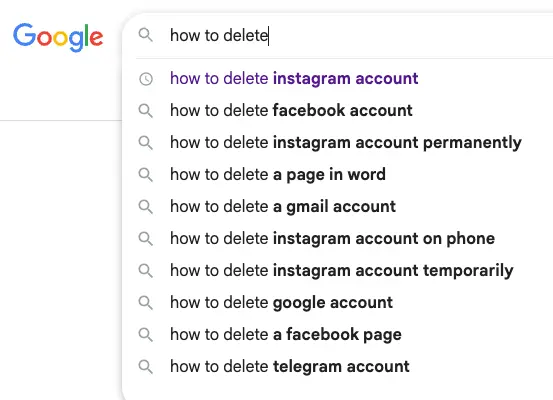 Google
how to delete
how to delete instagram account
how to delete facebook account
how to delete instagram account permanently
how to delete a page in word
how to delete a gmail account
how to delete instagram account on phone
how to delete instagram account temporarily
how to delete google account
how to delete a facebook page
how to delete telegram account